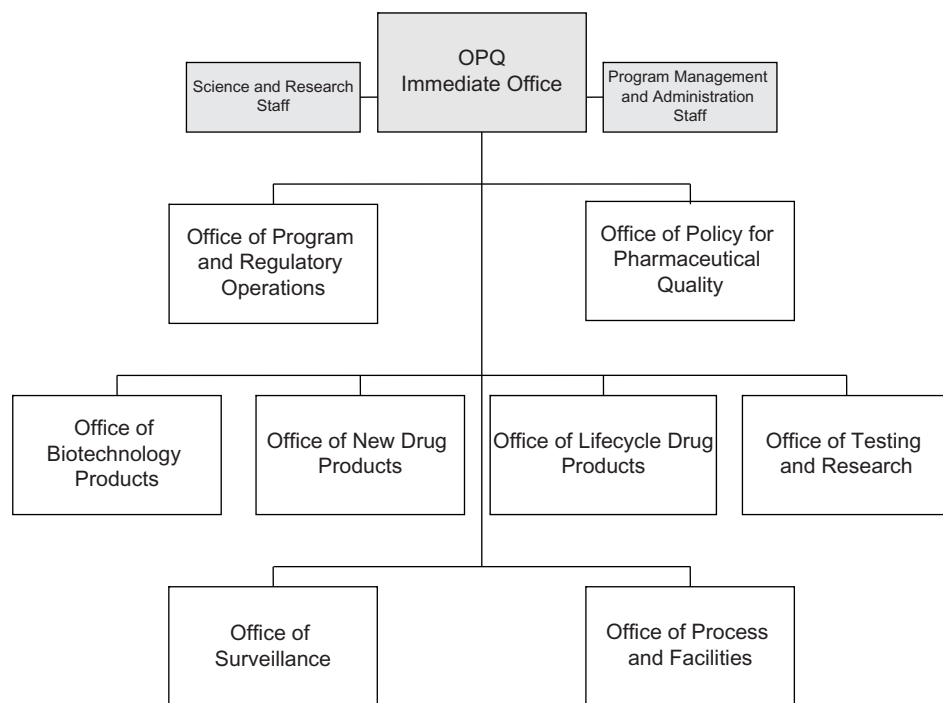 OPQ
Immediate Office
Science and Research
Staff
Program Management
and Administration
Staff
Office of Program
and Regulatory
Operations
Office of Policy for
Pharmaceutical
Quality
Office of
Biotechnology
Products
Office of New Drug
Products
Office of Lifecycle Drug
Products
Office of Testing
and Research
Office of
Surveillance
Office of Process
and Facilities